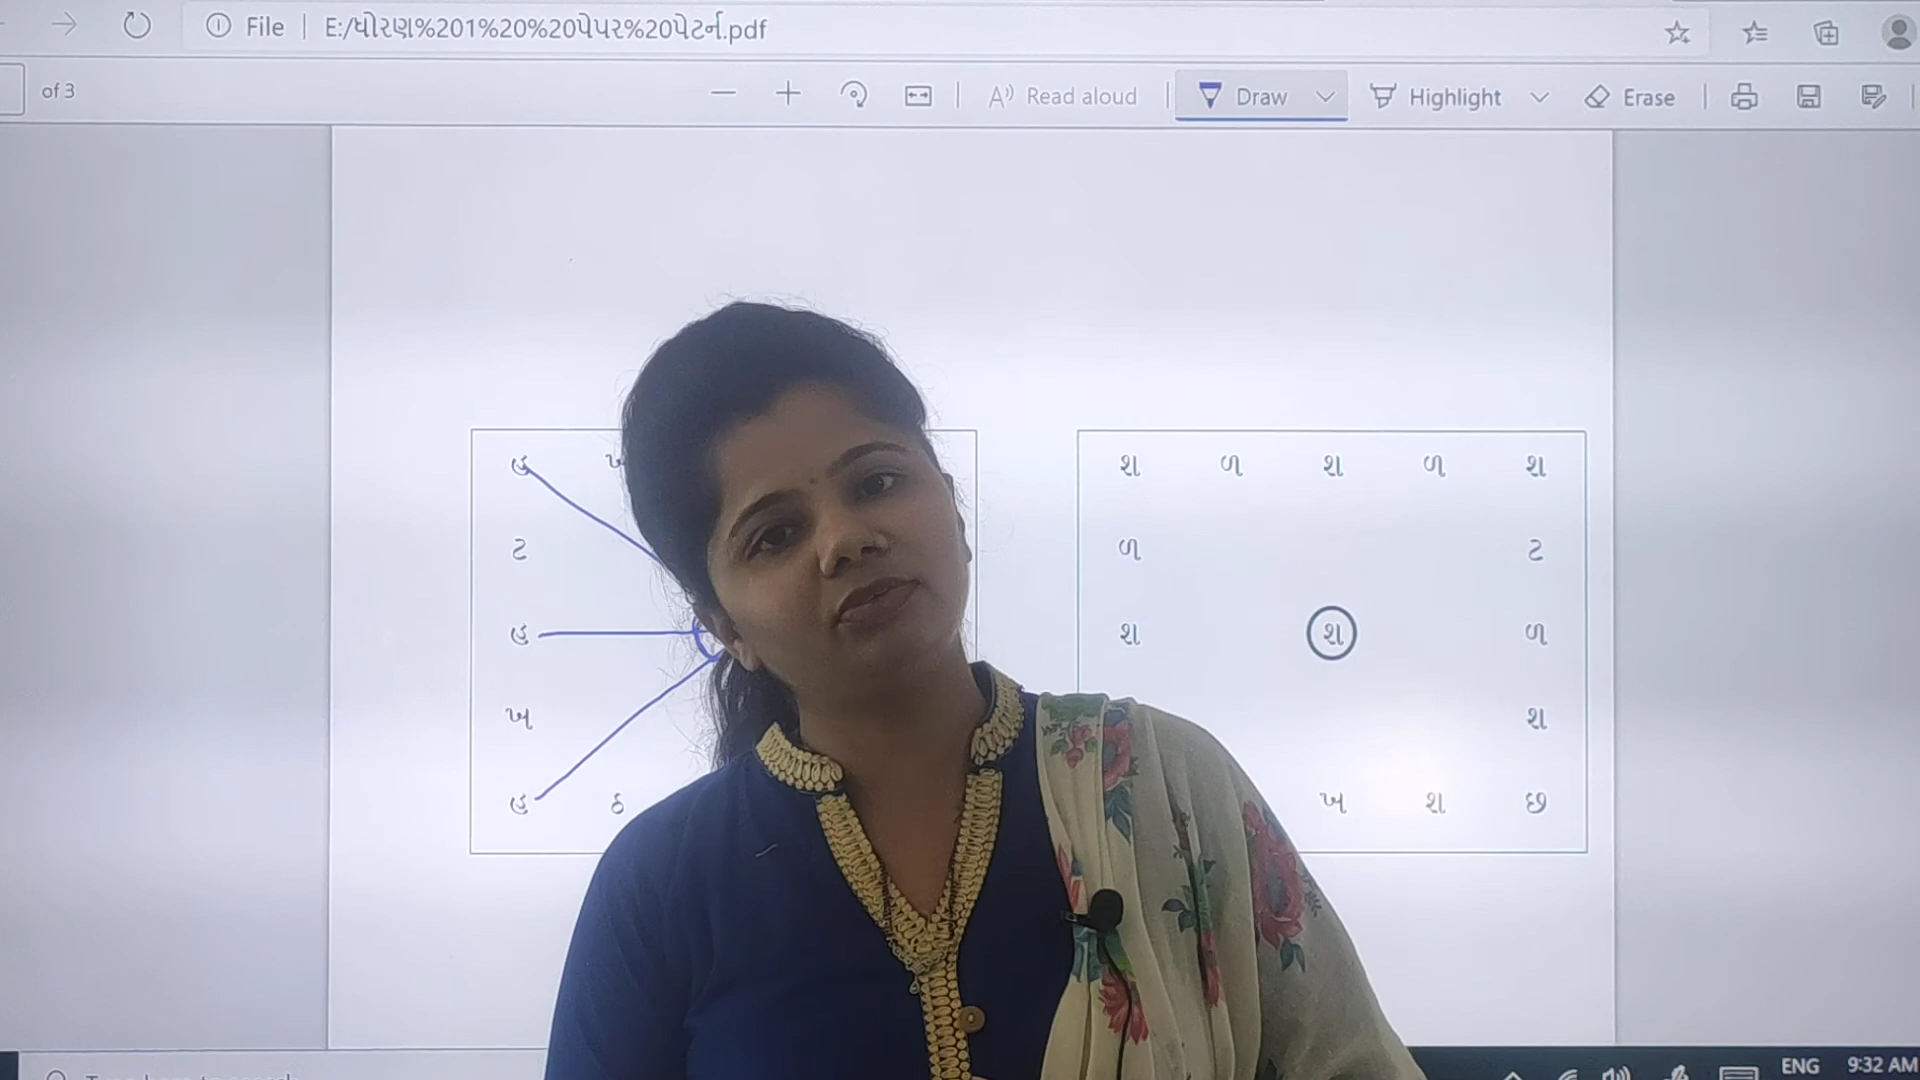 File E:/ધોરણ%201%20%20પેપર%20પેટર્ન.pdf
of 3 Read aloud Draw Highlight Erase
હ ખ શ ળ શ ળ શ
ટ ળ ટ
હ શ શ ળ
ખ શ
હ ઠ ખ શ છ
ENG 9:32 AM